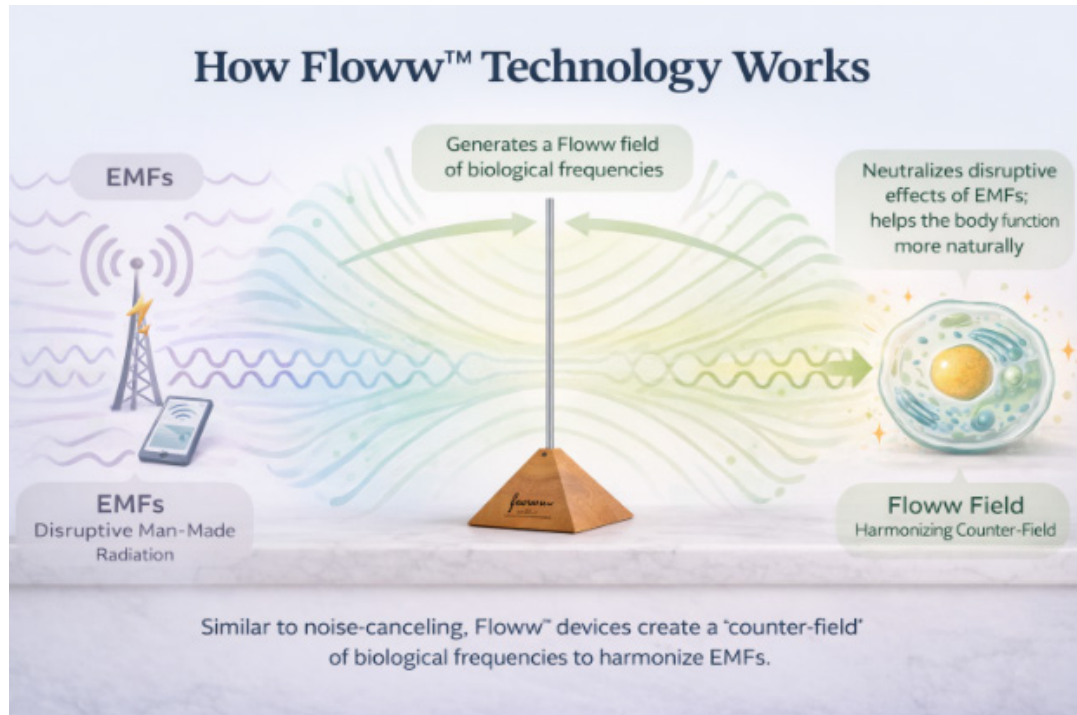 How Floww™ Technology Works
EMFs
Generates a Floww field
of biological frequencies
Neutralizes disruptive
effects of EMFs;
helps the body function
more naturally
EMFs
Disruptive Man-Made
Radiation
Floww Field
Harmonizing Counter-Field
Similar to noise-canceling, Floww™ devices create a "counter-field"
of biological frequencies to harmonize EMFs.